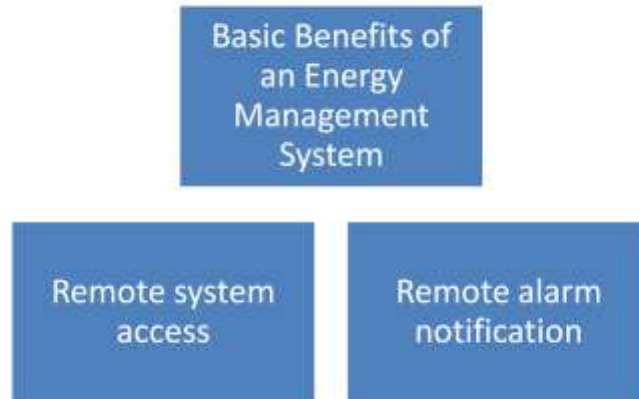 Basic Benefits of
an Energy
Management
System
Remote system
access
Remote alarm
notification